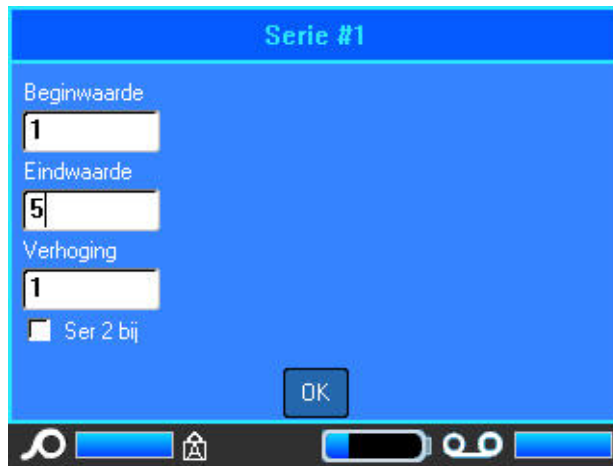 Serie #1
Beginwaarde
1
Eindwaarde
5
Verhoging
1
Ser 2 bij
OK
A